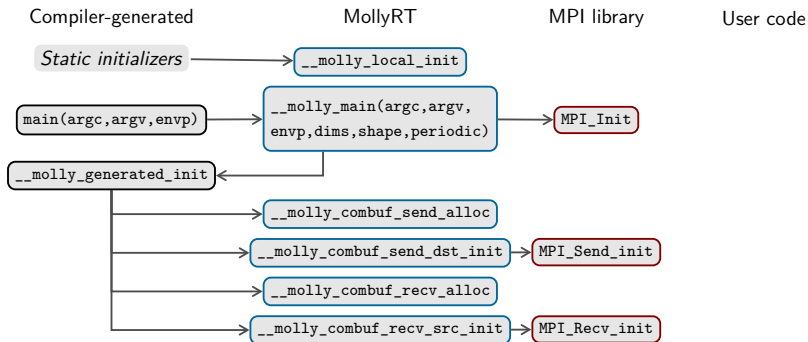 Compiler-generated MollyRT MPI library User code
Static initializers __molly_local_init
main(argc,argv,envp) __molly_main(argc,argv,
envp,dims,shape,periodic) MPI_Init
__molly_generated_init
__molly_combuf_send_alloc
__molly_combuf_send_dst_init MPI_Send_init
__molly_combuf_recv_alloc
__molly_combuf_recv_src_init MPI_Recv_init